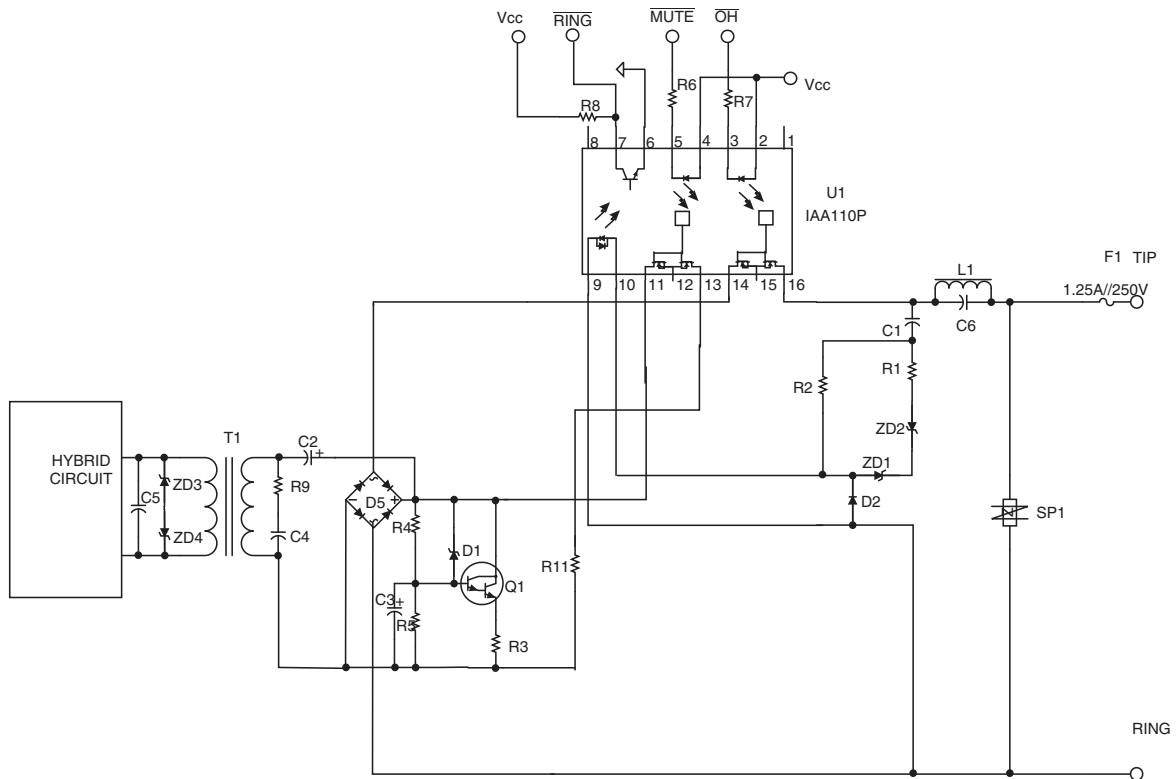 Vcc
RING
MUTE
OH
R6
R7
Vcc
R8
8
7
6
5
4
3
2
1
U1
IAA110P
9
10
11
12
13
14
15
16
F1
TIP
L1
1.25A//250V
C1
C6
R2
R1
ZD2
T1
C2
+
HYBRID
CIRCUIT
C5
ZD3
ZD4
R9
C4
−
D5
+
R4
ZD1
D2
SP1
D1
R11
Q1
C3
+
R5
R3
RING